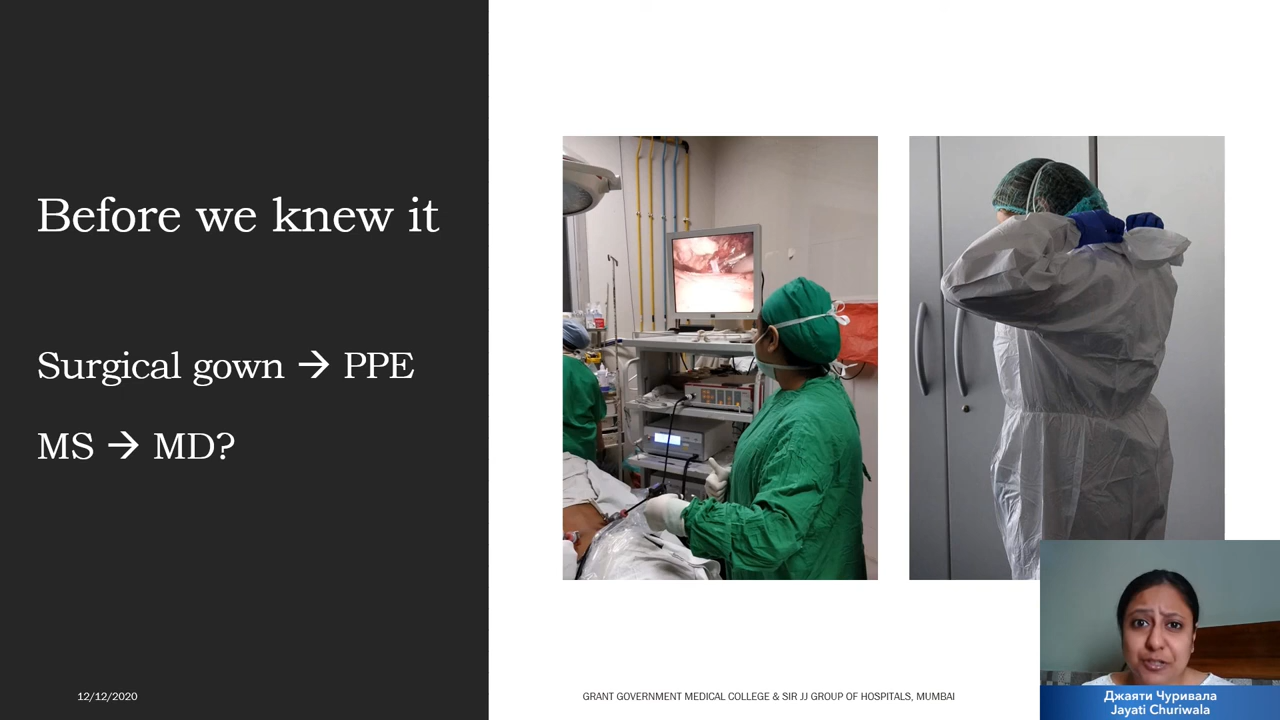 Before we knew it
Surgical gown → PPE
MS → MD?
12/12/2020
GRANT GOVERNMENT MEDICAL COLLEGE & SIR JJ GROUP OF HOSPITALS, MUMBAI
Джаяти Чуривала
Jayati Churiwala